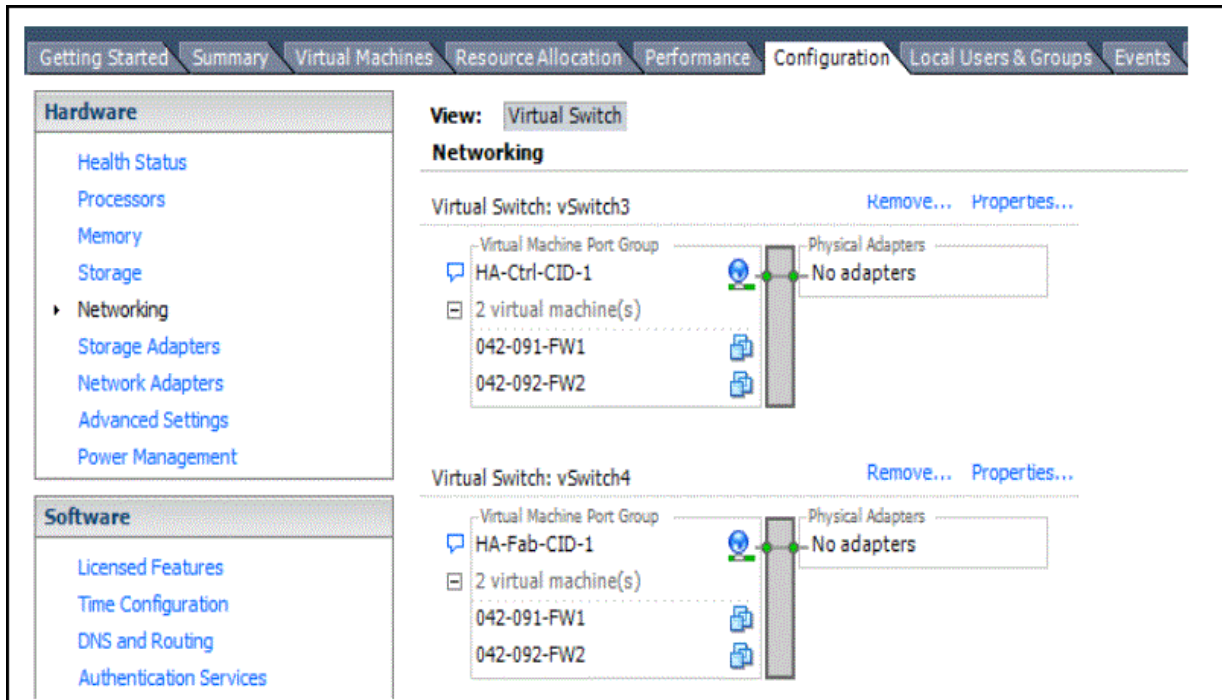 Getting Started Summary Virtual Machines Resource Allocation Performance Configuration Local Users & Groups Events
Hardware
Health Status
Processors
Memory
Storage
Networking
Storage Adapters
Network Adapters
Advanced Settings
Power Management
Software
Licensed Features
Time Configuration
DNS and Routing
Authentication Services
View: Virtual Switch
Networking
Virtual Switch: vSwitch3 Remove... Properties...
Virtual Machine Port Group Physical Adapters
HA-Ctrl-CID-1 No adapters
2 virtual machine(s)
042-091-FW1
042-092-FW2
Virtual Switch: vSwitch4 Remove... Properties...
Virtual Machine Port Group Physical Adapters
HA-Fab-CID-1 No adapters
2 virtual machine(s)
042-091-FW1
042-092-FW2